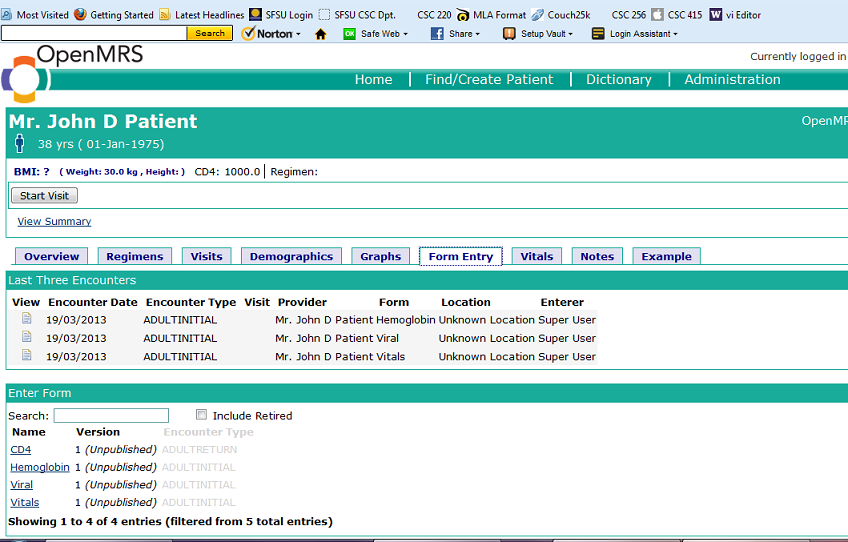 Most Visited Getting Started Latest Headlines SFSU Login SFSU CSC Dpt. CSC 220 MLA Format Couch25k CSC 256 CSC 415 W vi Editor
Search Norton Safe Web Share Setup Vault Login Assistant
OpenMRS
Currently logged in
Home Find/Create Patient Dictionary Administration
Mr. John D Patient
OpenMR
38 yrs ( 01-Jan-1975)
BMI: ? ( Weight: 30.0 kg , Height: ) CD4: 1000.0 Regimen:
Start Visit
View Summary
Overview Regimens Visits Demographics Graphs Form Entry Vitals Notes Example
Last Three Encounters
View Encounter Date Encounter Type Visit Provider Form Location Enterer
19/03/2013 ADULTINITIAL Mr. John D Patient Hemoglobin Unknown Location Super User
19/03/2013 ADULTINITIAL Mr. John D Patient Viral Unknown Location Super User
19/03/2013 ADULTINITIAL Mr. John D Patient Vitals Unknown Location Super User
Enter Form
Search: Include Retired
Name Version Encounter Type
CD4 1 (Unpublished) ADULTRETURN
Hemoglobin 1 (Unpublished) ADULTINITIAL
Viral 1 (Unpublished) ADULTINITIAL
Vitals 1 (Unpublished) ADULTINITIAL
Showing 1 to 4 of 4 entries (filtered from 5 total entries)